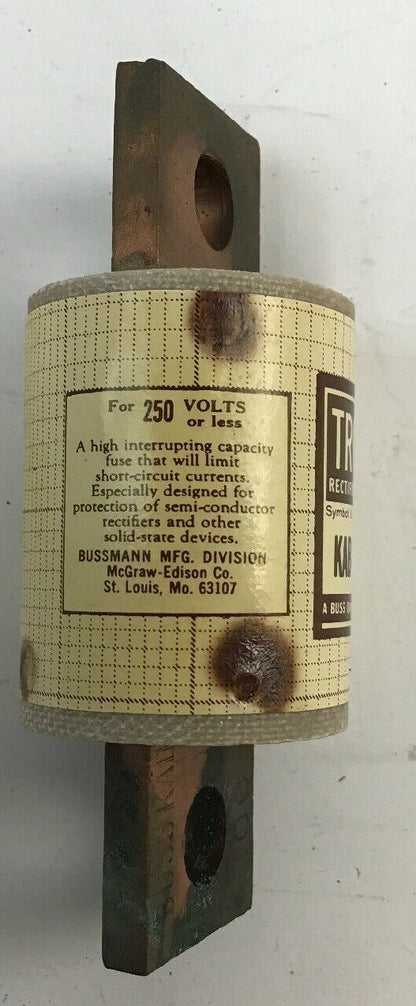 For 250 VOLTS
or less
A high interrupting capacity
fuse that will limit
short-circuit currents.
Especially designed for
protection of semi-conductor
rectifiers and other
solid-state devices.
BUSSMANN MFG. DIVISION
McGraw-Edison Co.
St. Louis, Mo. 63107
TR
RECTIF
Symbol
KA
A BUSS